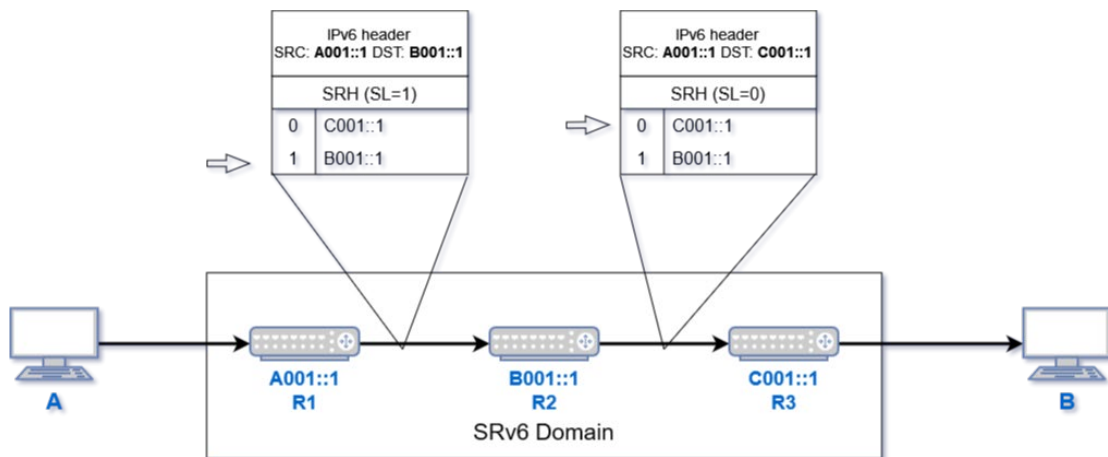 IPv6 header
SRC: A001::1 DST: B001::1
SRH (SL=1)
0 C001::1
1 B001::1
IPv6 header
SRC: A001::1 DST: C001::1
SRH (SL=0)
0 C001::1
1 B001::1
A
A001::1
R1
B001::1
R2
C001::1
R3
B
SRv6 Domain